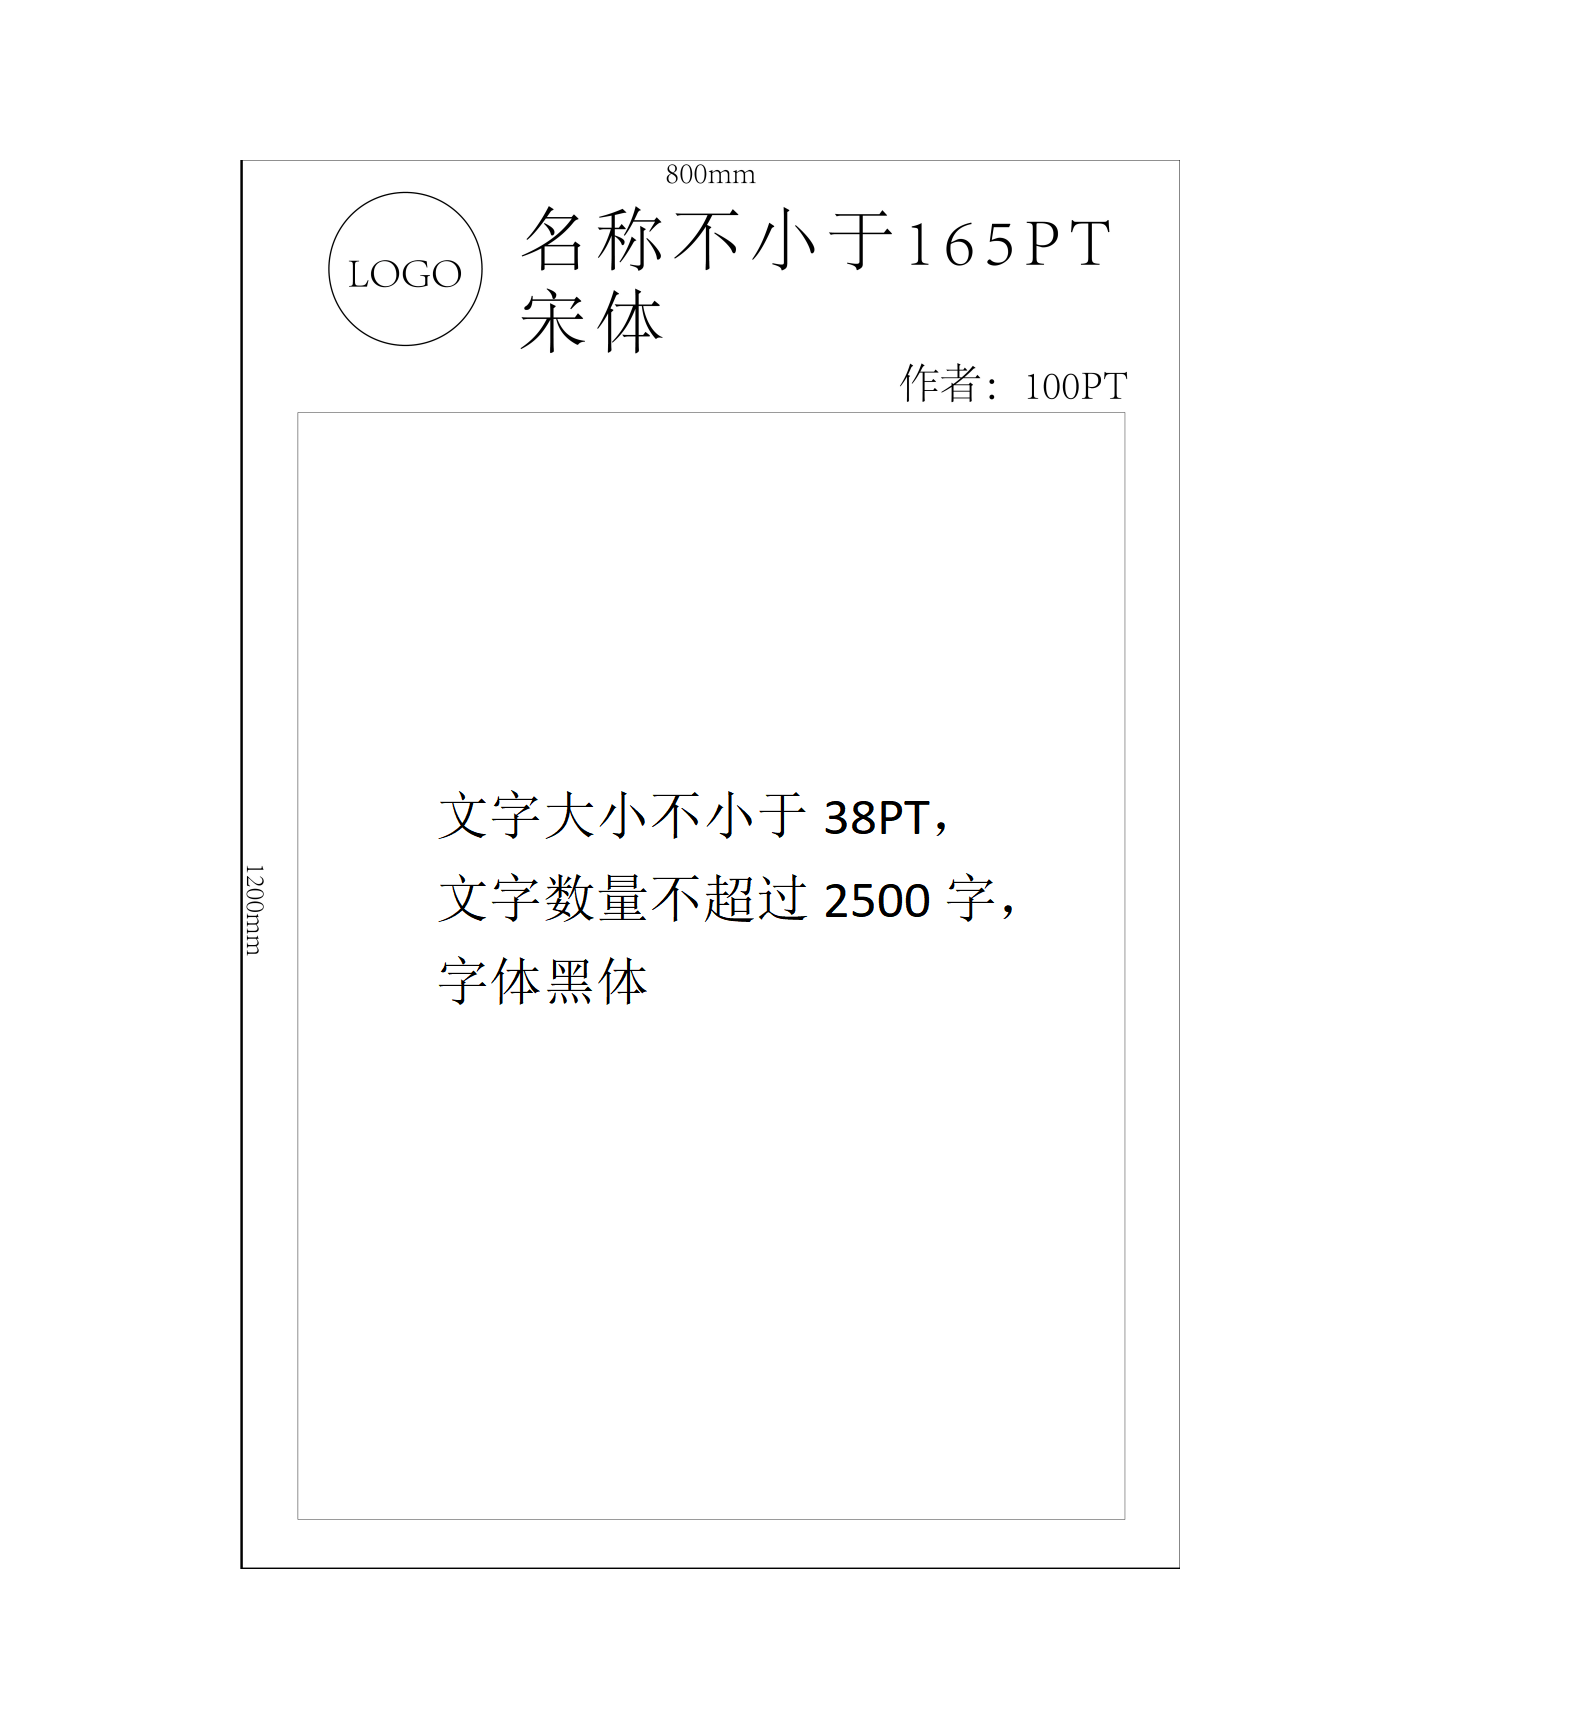 800mm
LOGO
名称不小于165PT
宋体
作者：100PT
文字大小不小于 38PT，
文字数量不超过 2500 字，
字体黑体
1200mm